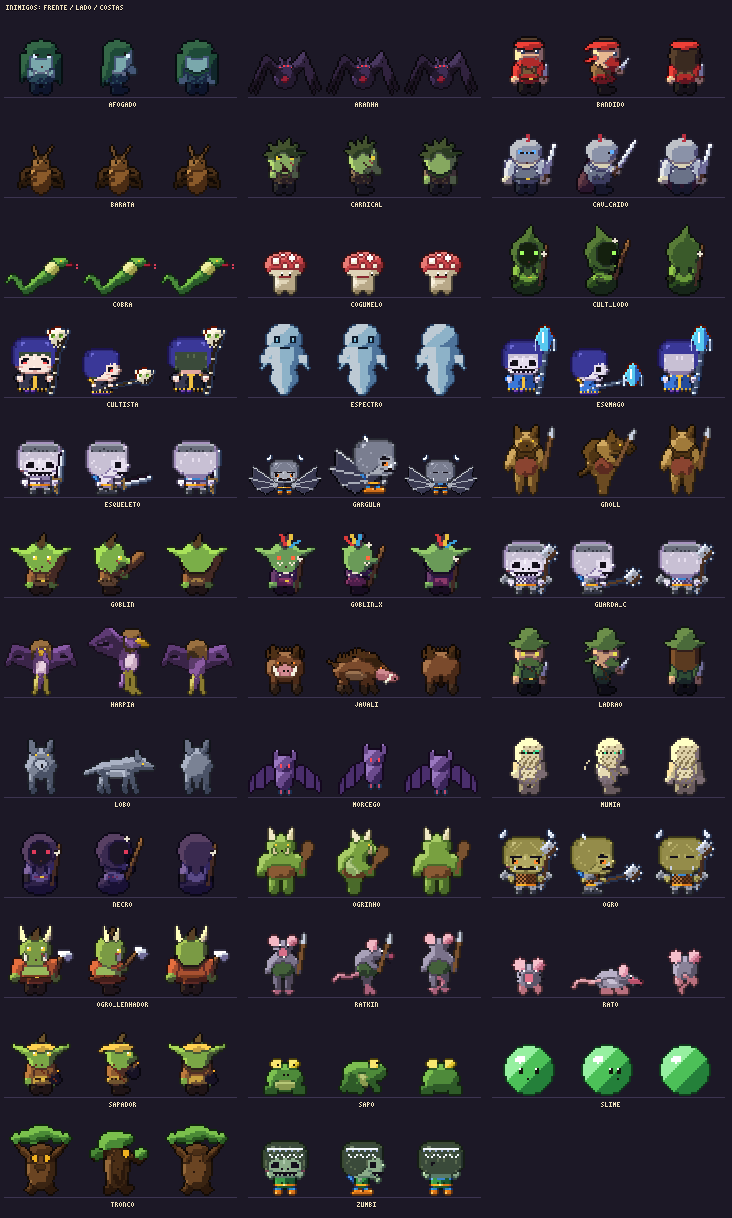 INIMIGOS: FRENTE / LADO / COSTAS
AFOGADO
ARANHA
BANDIDO
BARATA
CARNICAL
CAV_CAIDO
COBRA
COGUMELO
CULT_LODO
CULTISTA
ESPECTRO
ESQMAGO
ESQUELETO
GARGULA
GNOLL
GOBLIN
GOBLIN_X
GUARDA_C
HARPIA
JAVALI
LADRAO
LOBO
MORCEGO
MUMIA
NECRO
OGRINHO
OGRO
OGRO_LENHADOR
RATKIN
RATO
SAPADOR
SAPO
SLIME
TRONCO
ZUMBI